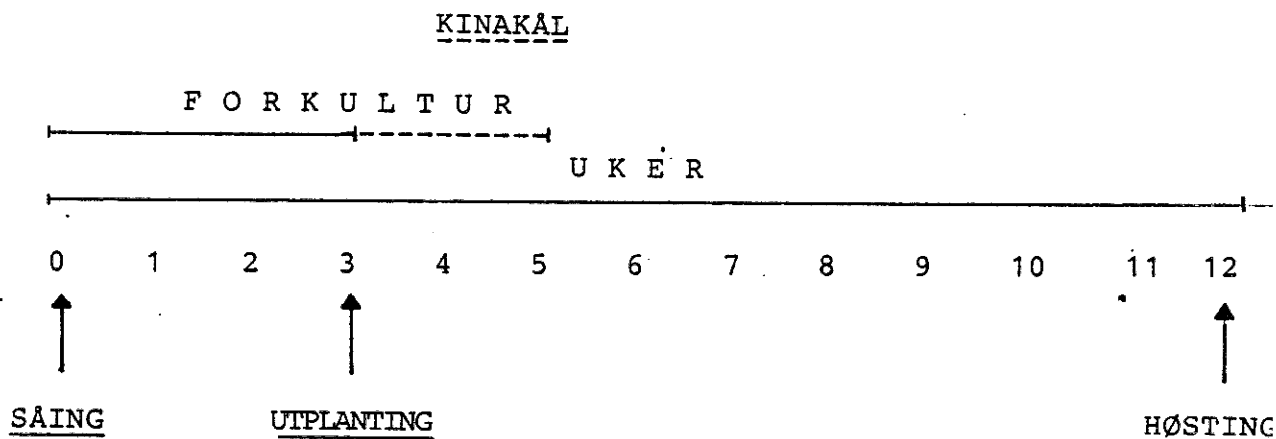 KINAKÅL
F O R K U L T U R
U K E R
0 1 2 3 4 5 6 7 8 9 10 11 12
SÅING UTPLANTING HØSTING